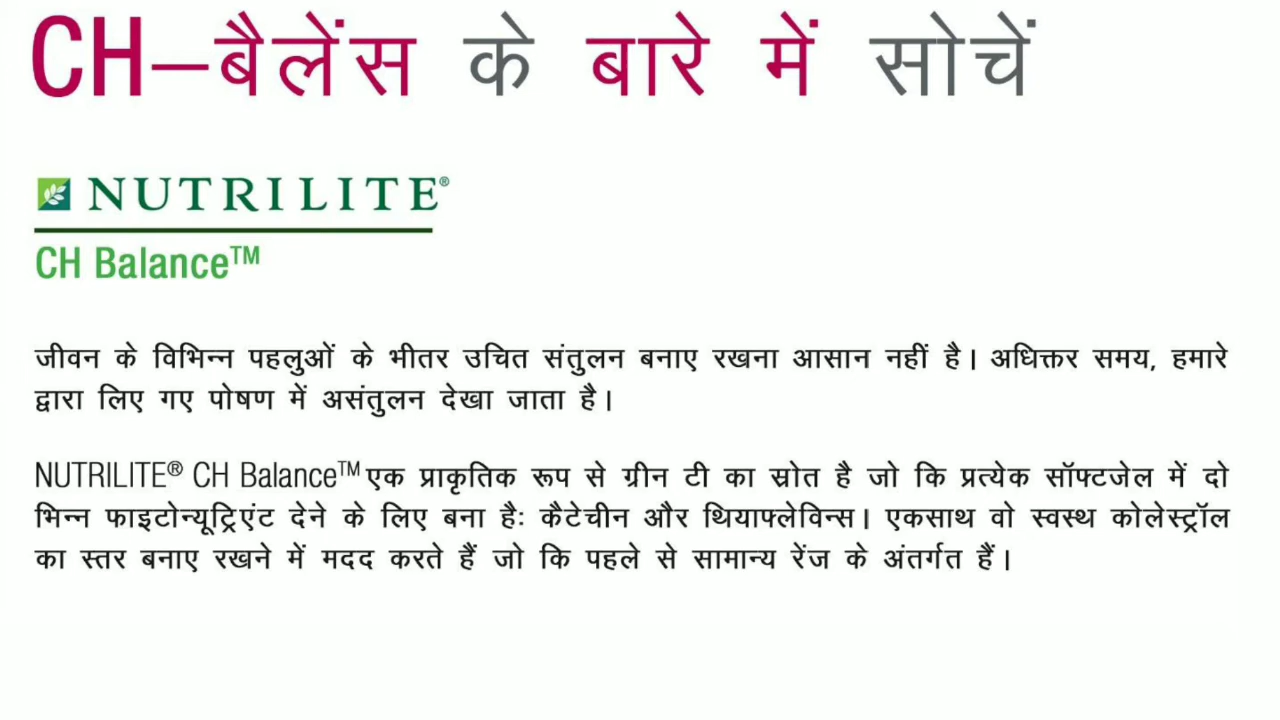 CH–बैलेंस के बारे में सोचें
NUTRILITE®
CH Balance™
जीवन के विभिन्न पहलुओं के भीतर उचित संतुलन बनाए रखना आसान नहीं है। अधिक्तर समय, हमारे
द्वारा लिए गए पोषण में असंतुलन देखा जाता है।
NUTRILITE® CH Balance™ एक प्राकृतिक रूप से ग्रीन टी का स्रोत है जो कि प्रत्येक सॉफ्टजेल में दो
भिन्न फाइटोन्यूट्रिएंट देने के लिए बना हैः कैटेचीन और थियाफ्लेविन्स। एकसाथ वो स्वस्थ कोलेस्ट्रॉल
का स्तर बनाए रखने में मदद करते हैं जो कि पहले से सामान्य रेंज के अंतर्गत हैं।